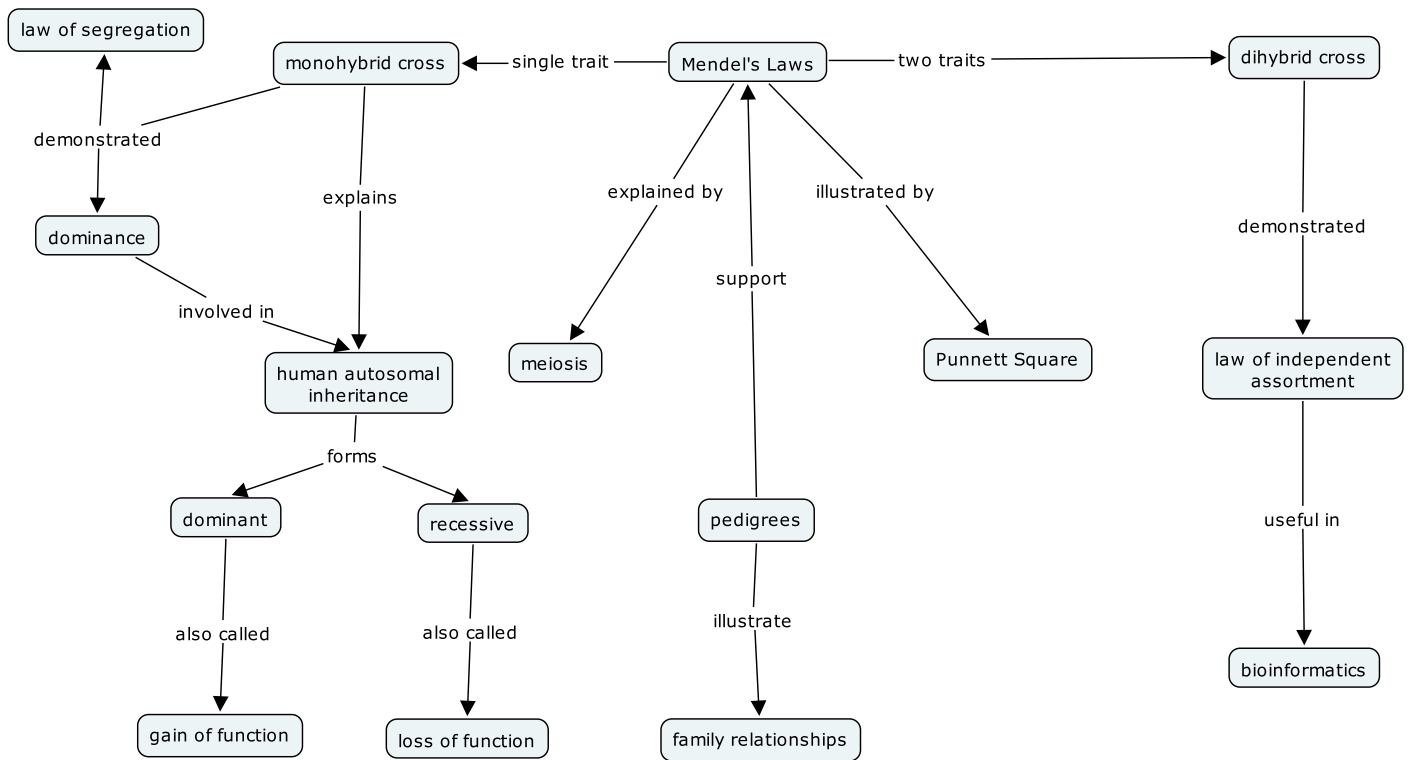 law of segregation
monohybrid cross
single trait
Mendel's Laws
two traits
dihybrid cross
demonstrated
explains
explained by
illustrated by
demonstrated
dominance
support
involved in
human autosomal
inheritance
meiosis
Punnett Square
law of independent
assortment
forms
dominant
recessive
pedigrees
useful in
also called
also called
illustrate
bioinformatics
gain of function
loss of function
family relationships